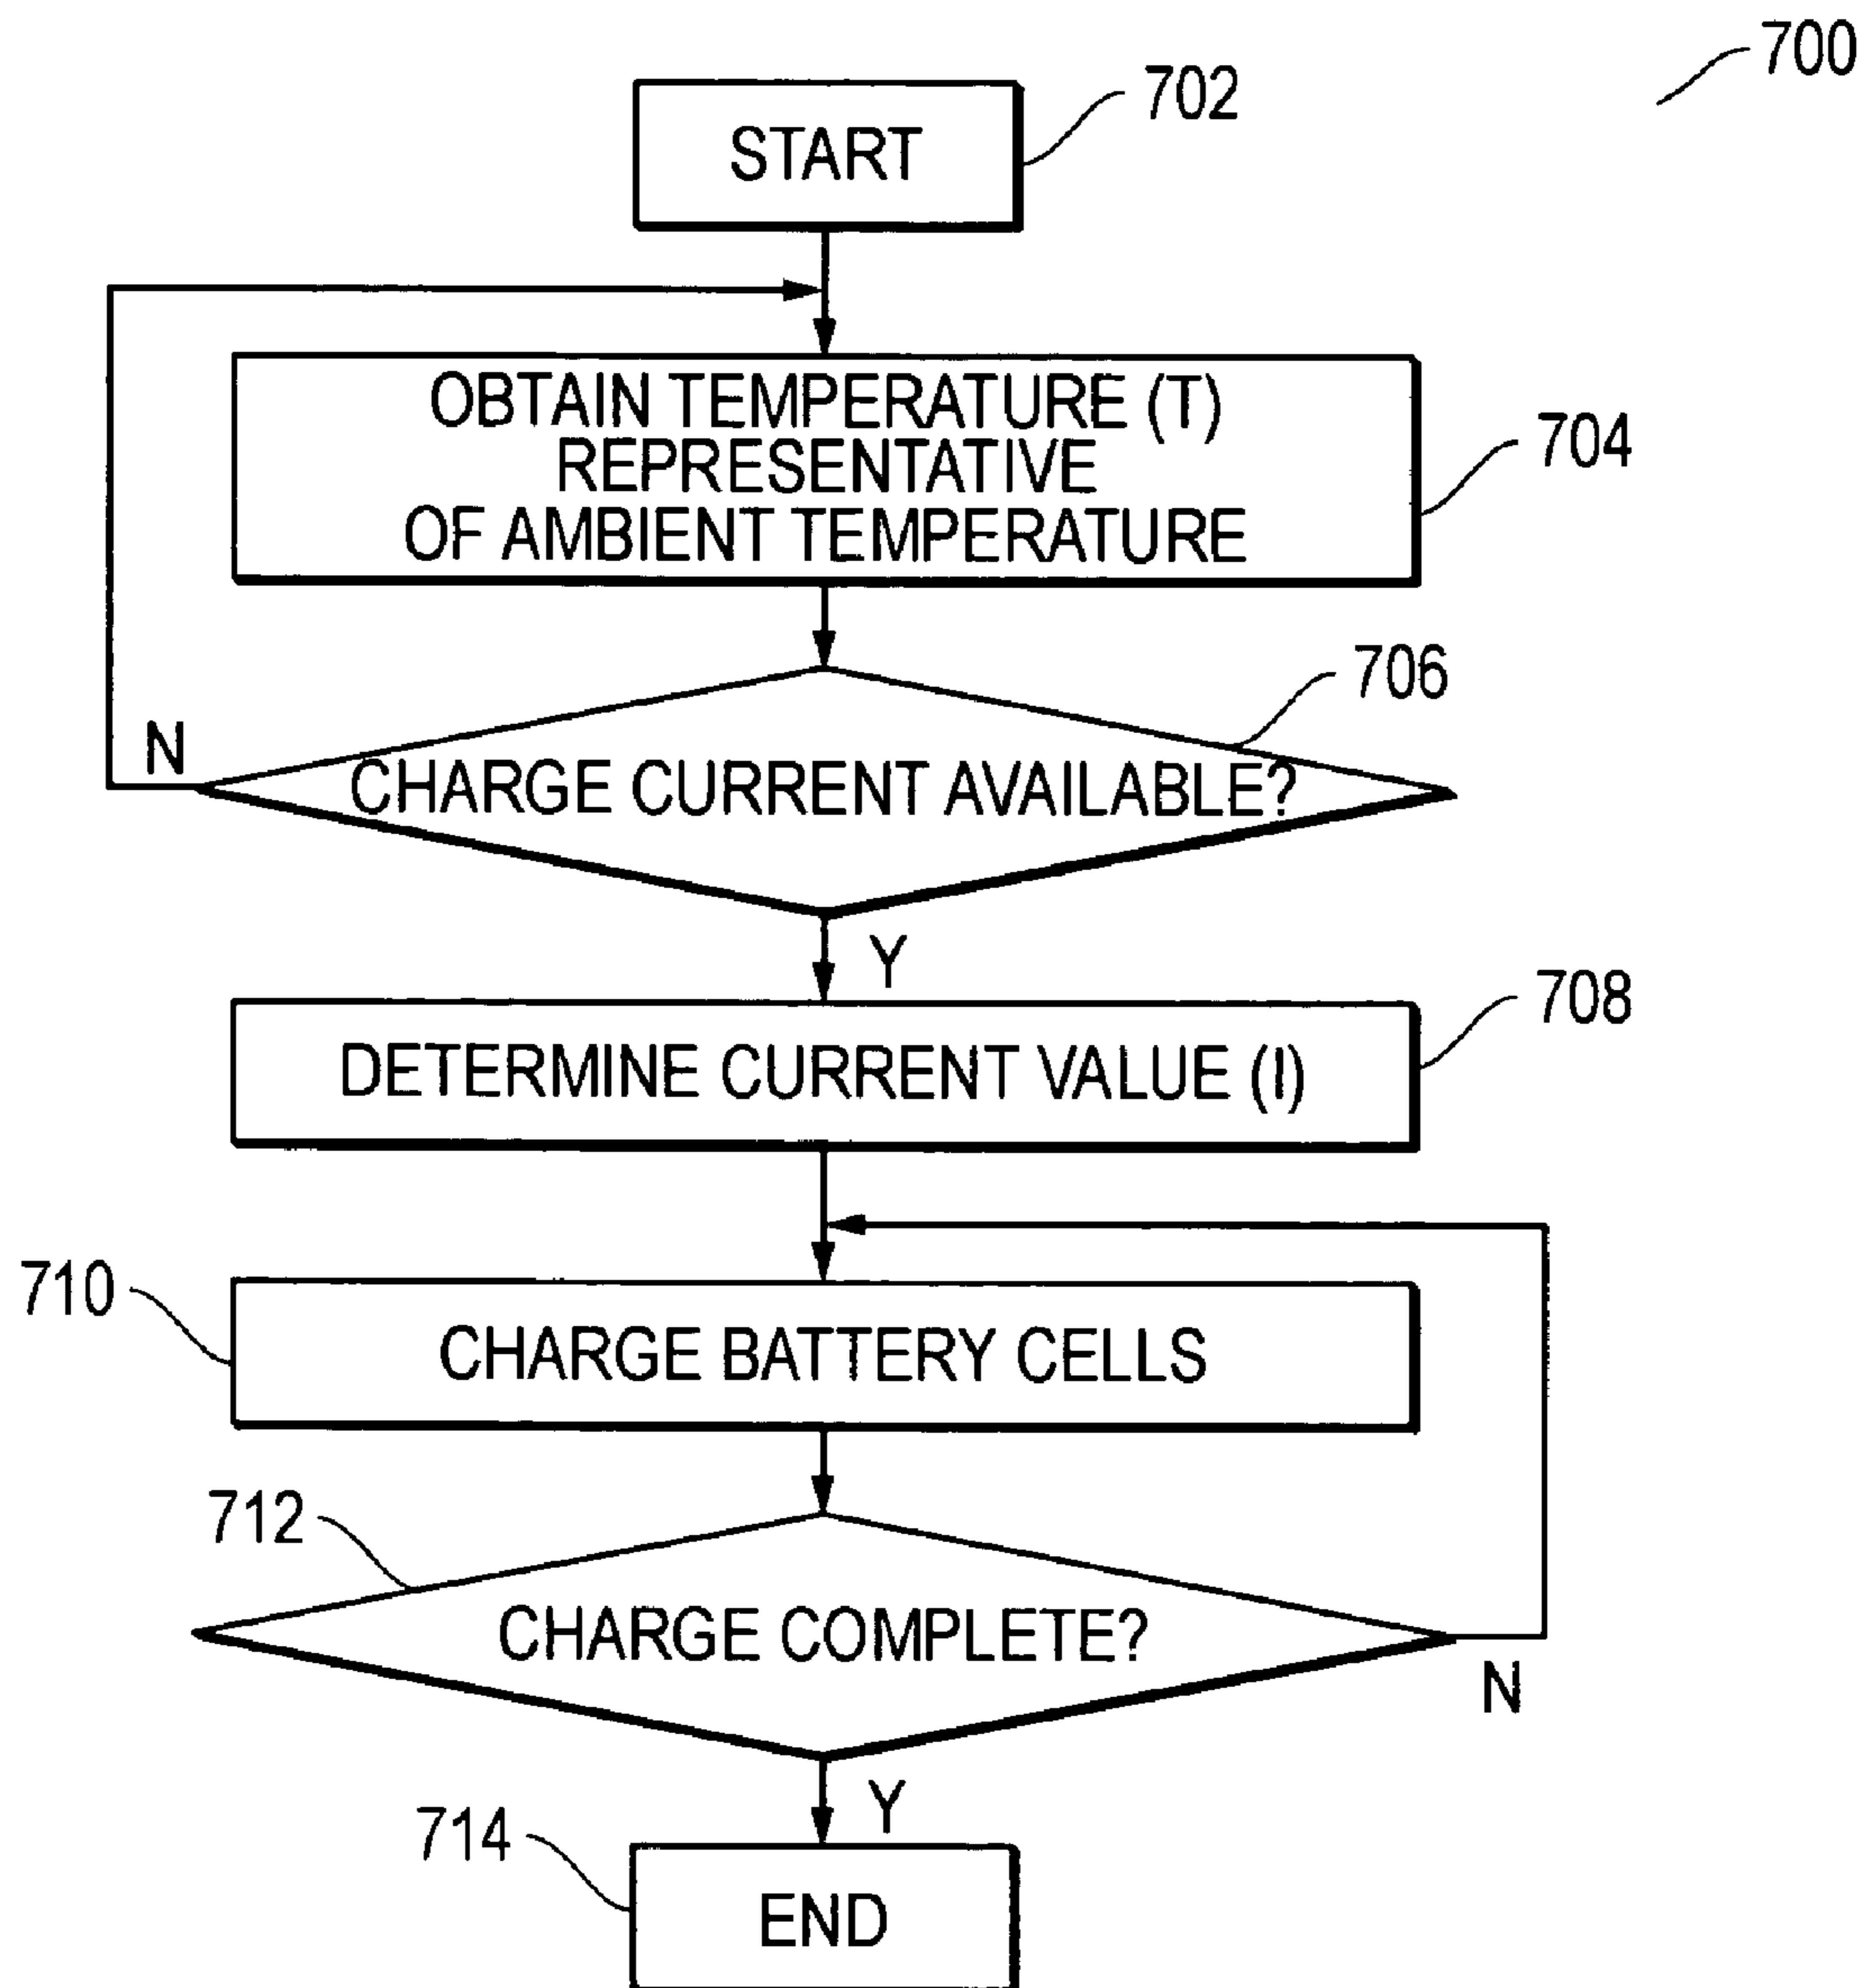 700
702
START
OBTAIN TEMPERATURE (T)
REPRESENTATIVE
OF AMBIENT TEMPERATURE
704
706
N
CHARGE CURRENT AVAILABLE?
Y
708
DETERMINE CURRENT VALUE (I)
710
CHARGE BATTERY CELLS
712
CHARGE COMPLETE?
N
Y
714
END